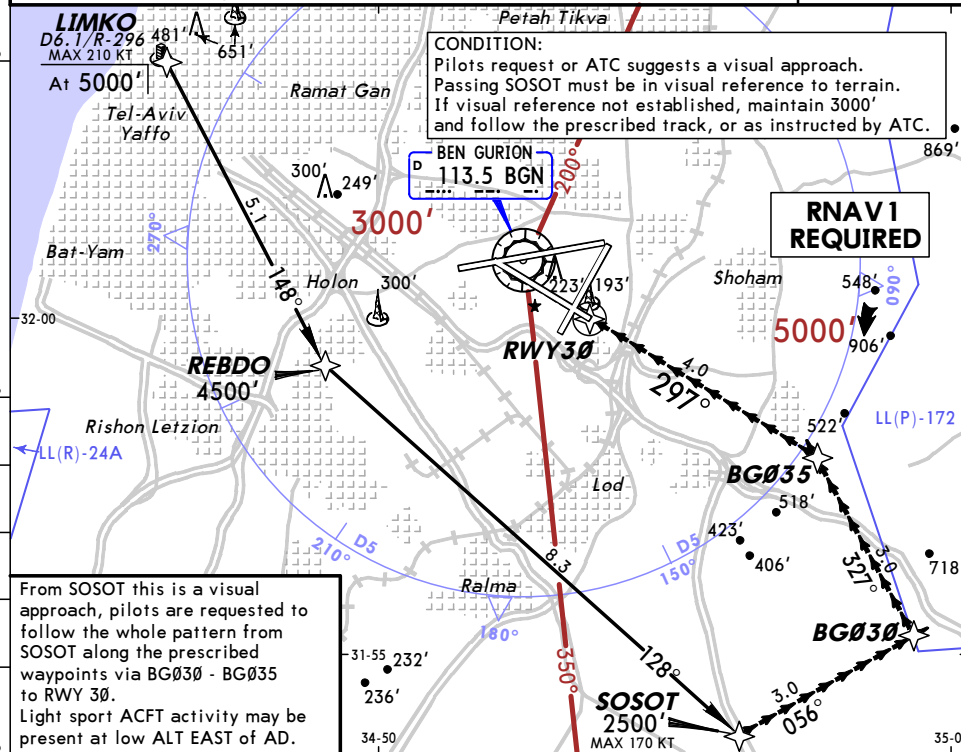 LIMKO
D6.1/R-296
MAX 210 KT
At 5000'
481'
651'
Petah Tikva
CONDITION:
Pilots request or ATC suggests a visual approach.
Passing SOSOT must be in visual reference to terrain.
If visual reference not established, maintain 3000'
and follow the prescribed track, or as instructed by ATC.
869'
Ramat Gan
Tel-Aviv
Yaffo
BEN GURION
D
113.5 BGN
200°
300'
249'
3000'
RNAV 1
REQUIRED
5.1
270°
Bat-Yam
148°
Holon
300'
223'
193'
Shoham
548'
090°
32-00
5000'
906'
RWY3Ø
REBDO
4500'
4.0
297°
Rishon Letzion
LL(R)-24A
522'
LL(P)-172
BGØ35
Lod
518'
423'
406'
D5
210°
8.3
D5
150°
3.0
327°
718'
Ralma
180°
BGØ3Ø
From SOSOT this is a visual
approach, pilots are requested to
follow the whole pattern from
SOSOT along the prescribed
waypoints via BGØ3Ø - BGØ35
to RWY 3Ø.
Light sport ACFT activity may be
present at low ALT EAST of AD.
31-55
232'
236'
350°
128°
SOSOT
2500'
MAX 170 KT
3.0
056°
34-50
35-0